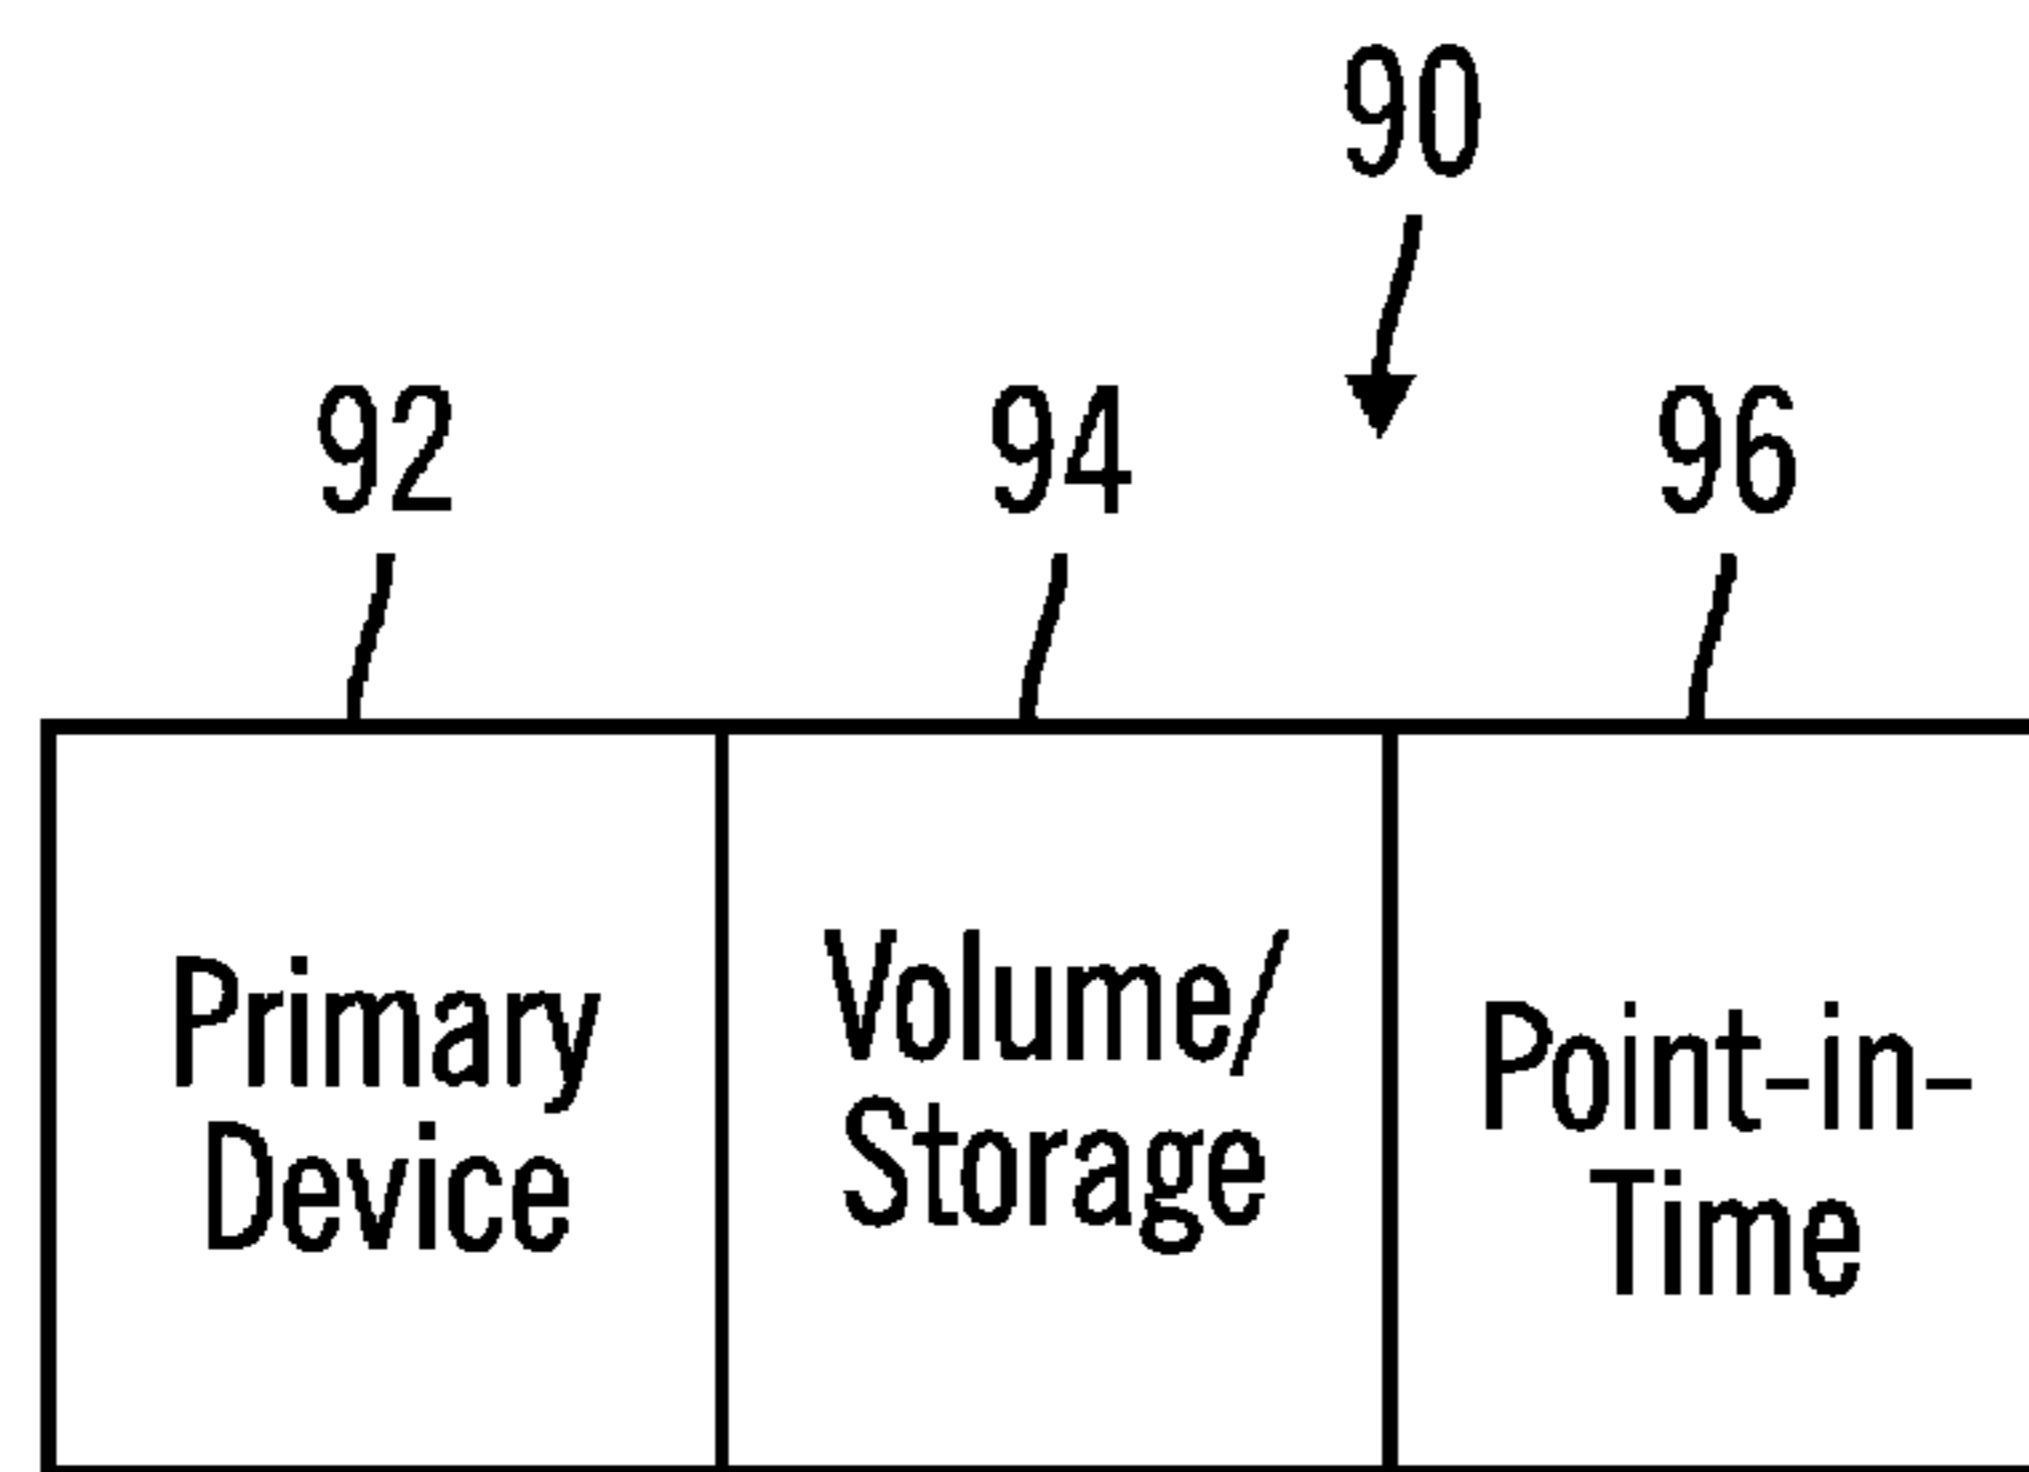 90
92 94 96
Primary
Device
Volume/
Storage
Point-in-
Time